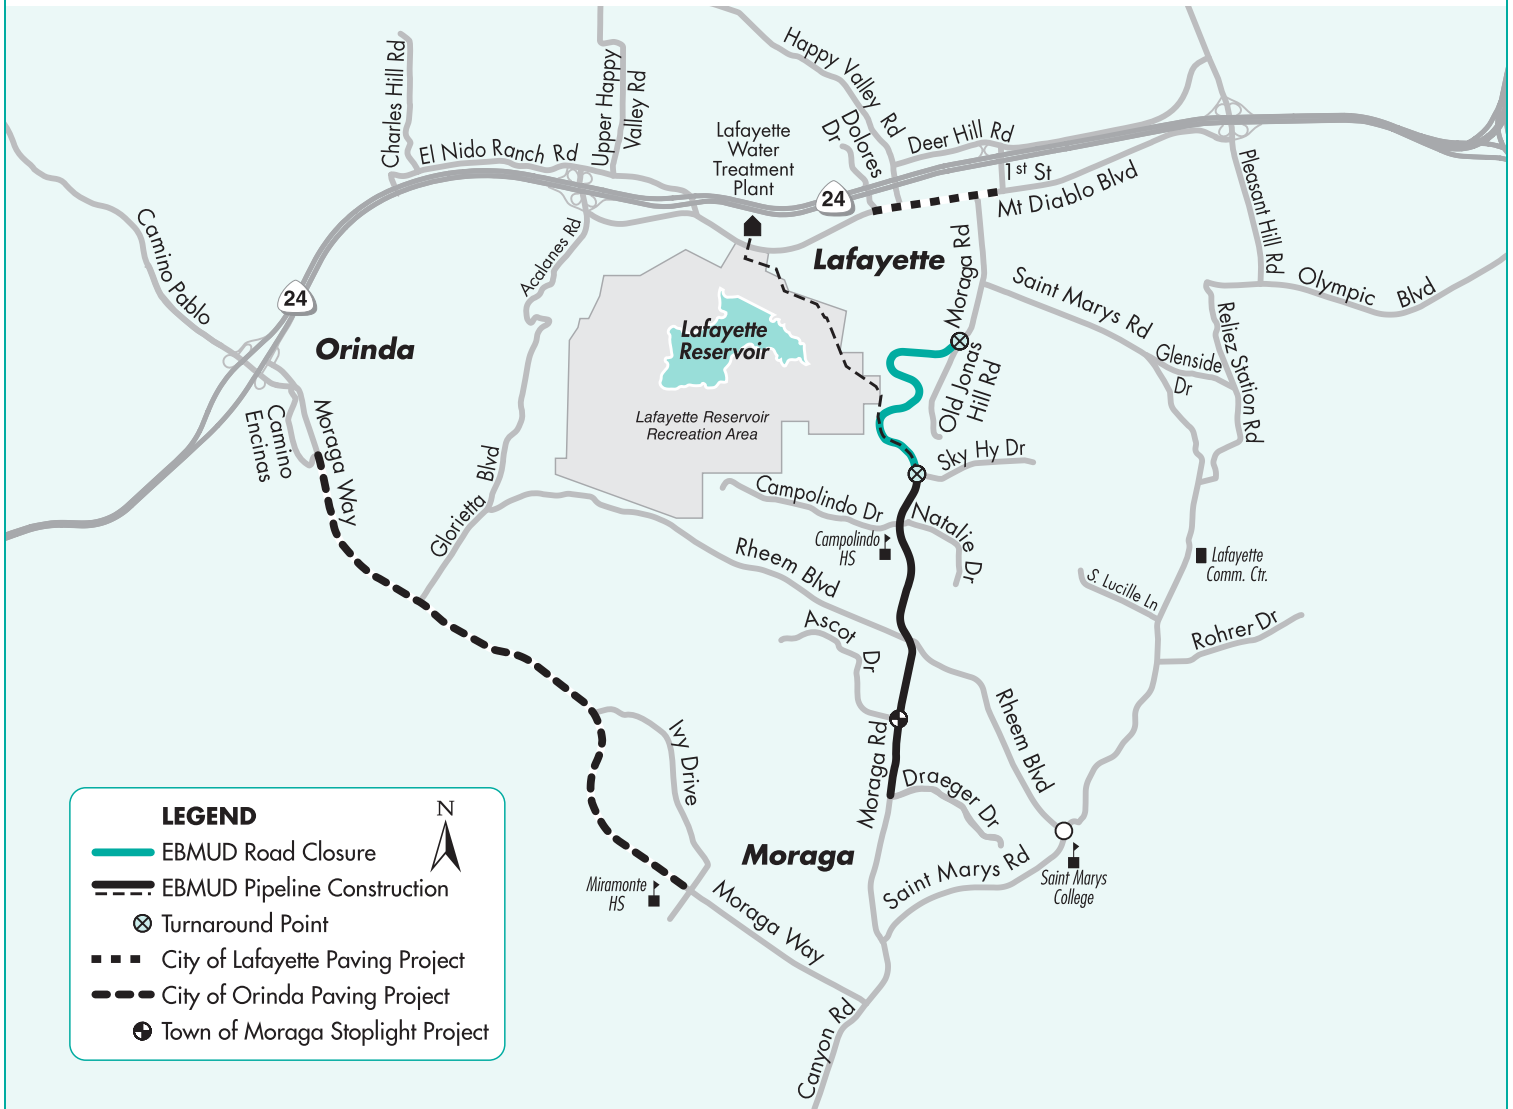 Charles Hill Rd
El Nido Ranch Rd
Upper Happy
Valley Rd
Happy Valley Rd
Dolores
Dr
Deer Hill Rd
1st St
Mt Diablo Blvd
Lafayette
Water
Treatment
Plant
24
Lafayette
Pleasant Hill Rd
Camino Pablo
Acalanes Rd
24
Orinda
Moraga Rd
Saint Marys Rd
Olympic Blvd
Reliez Station Rd
Glenside
Dr
Lafayette
Reservoir
Lafayette Reservoir
Recreation Area
Old Jonas
Hill Rd
Sky Hy Dr
Camino
Encinas
Moraga Way
Glorietta Blvd
Campolindo Dr
Natalie Dr
Campolindo
HS
Rheem Blvd
Lafayette
Comm. Ctr.
S. Lucille Ln
Rohrer Dr
Ascot Dr
Rheem Blvd
Ivy Drive
Moraga Rd
Draeger Dr
Moraga
Saint Marys Rd
Saint Marys
College
Miramonte
HS
Moraga Way
Canyon Rd
LEGEND
N
EBMUD Road Closure
EBMUD Pipeline Construction
Turnaround Point
City of Lafayette Paving Project
City of Orinda Paving Project
Town of Moraga Stoplight Project